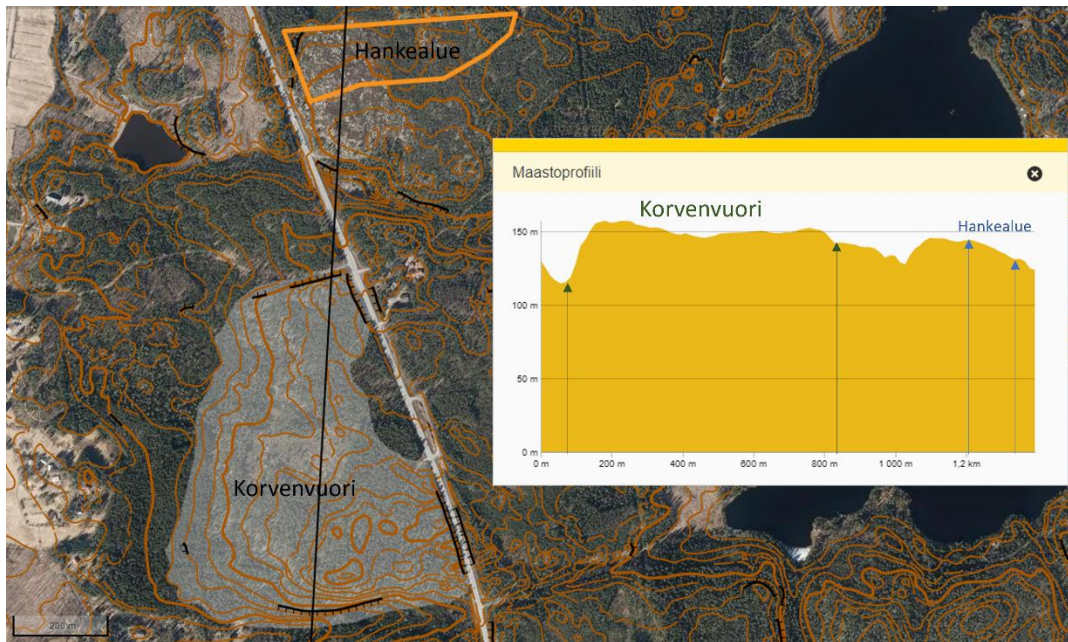 Hankealue
Maastoprofiili
Korvenvuori
Hankealue
150 m
100 m
50 m
0 m
0 m
200 m
400 m
600 m
800 m
1 000 m
1,2 km
Korvenvuori
200 m